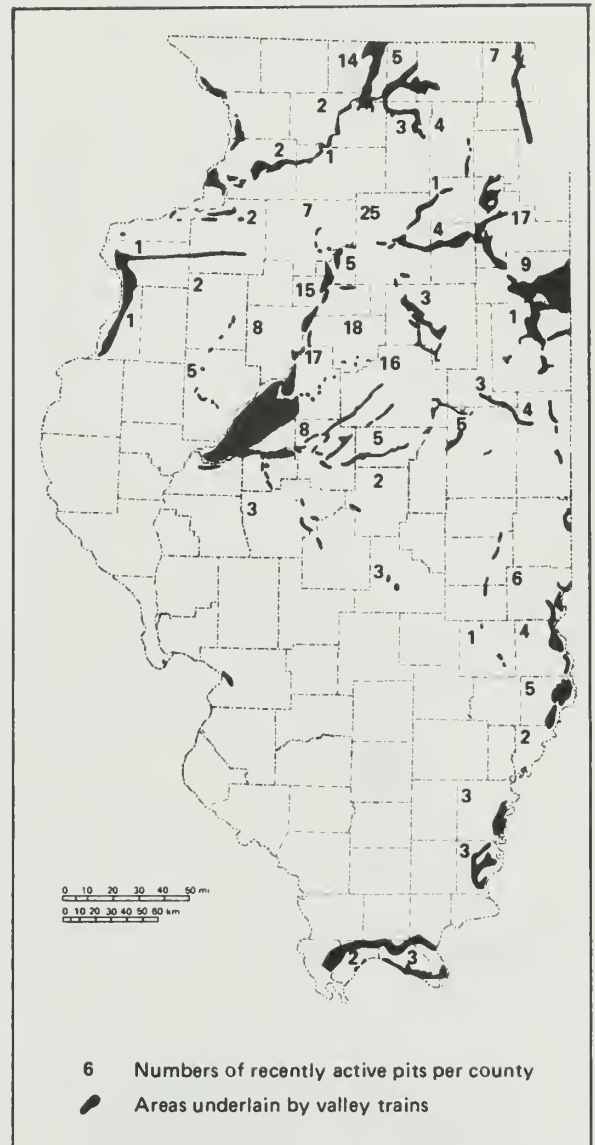 14 5 7
2
3 4
2 1
1
2 7 25 17
4
1
5 9
2 15
3 1
1 8 18
17
5 16
3
8 5 4
5
2
3
3 6
1 4
5
2
3
3
0 10 20 30 40 50 mi
0 10 20 30 40 50 60 km
2 3
6 Numbers of recently active pits per county
Areas underlain by valley trains